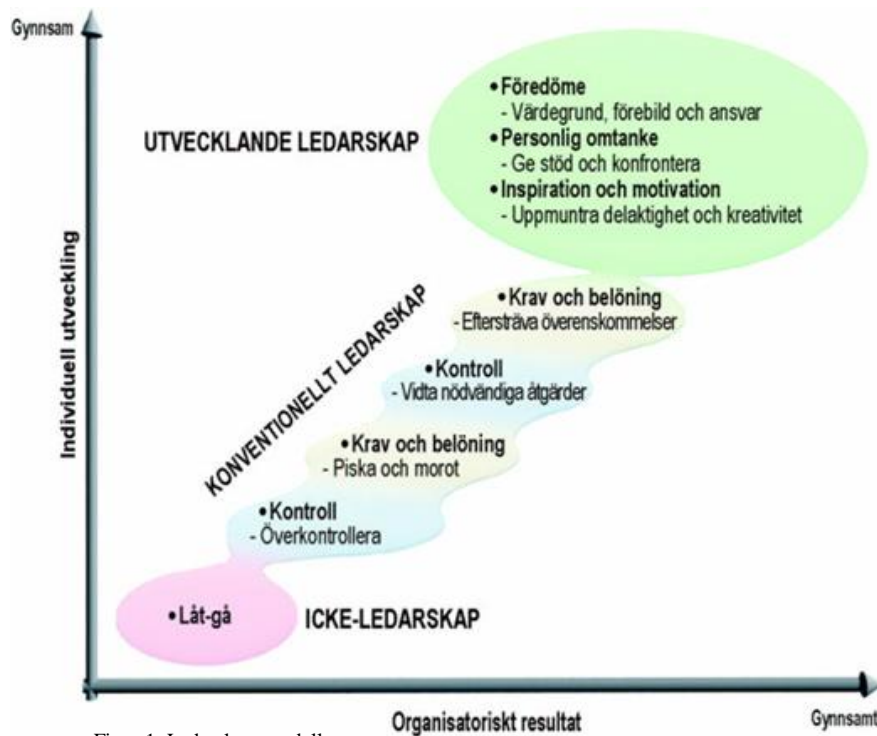 Gynnsam
• Föredöme
- Värdegrund, förebild och ansvar
UTVECKLANDE LEDARSKAP
• Personlig omtanke
- Ge stöd och konfrontera
• Inspiration och motivation
- Uppmuntra delaktighet och kreativitet
Individuell utveckling
KONVENTIONELLT LEDARSKAP
• Krav och belöning
- Eftersträva överenskommelser
• Kontroll
- Vidta nödvändiga åtgärder
• Krav och belöning
- Piska och morot
• Kontroll
- Överkontrollera
• Låt-gå
ICKE-LEDARSKAP
Organisatoriskt resultat
Gynnsamt